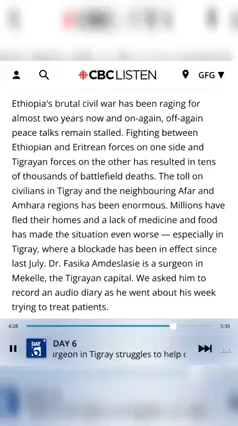 CBC LISTEN
GFG ▼
Ethiopia's brutal civil war has been raging for
almost two years now and on-again, off-again
peace talks remain stalled. Fighting between
Ethiopian and Eritrean forces on one side and
Tigrayan forces on the other has resulted in tens
of thousands of battlefield deaths. The toll on
civilians in Tigray and the neighbouring Afar and
Amhara regions has been enormous. Millions have
fled their homes and a lack of medicine and food
has made the situation even worse — especially in
Tigray, where a blockade has been in effect since
last July. Dr. Fasika Amdeslasie is a surgeon in
Mekelle, the Tigrayan capital. We asked him to
record an audio diary as he went about his week
trying to treat patients.
4:28
5:39
DAY 6
DAY 6
urgeon in Tigray struggles to help